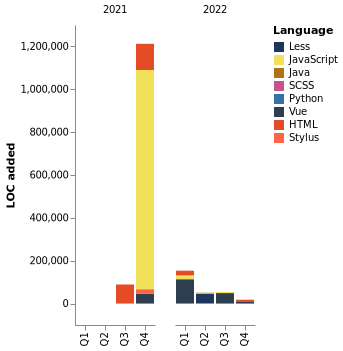 2021
2022
Language
Less
JavaScript
Java
SCSS
Python
Vue
HTML
Stylus
LOC added
1,200,000
1,000,000
800,000
600,000
400,000
200,000
0
Q1
Q2
Q3
Q4
Q1
Q2
Q3
Q4